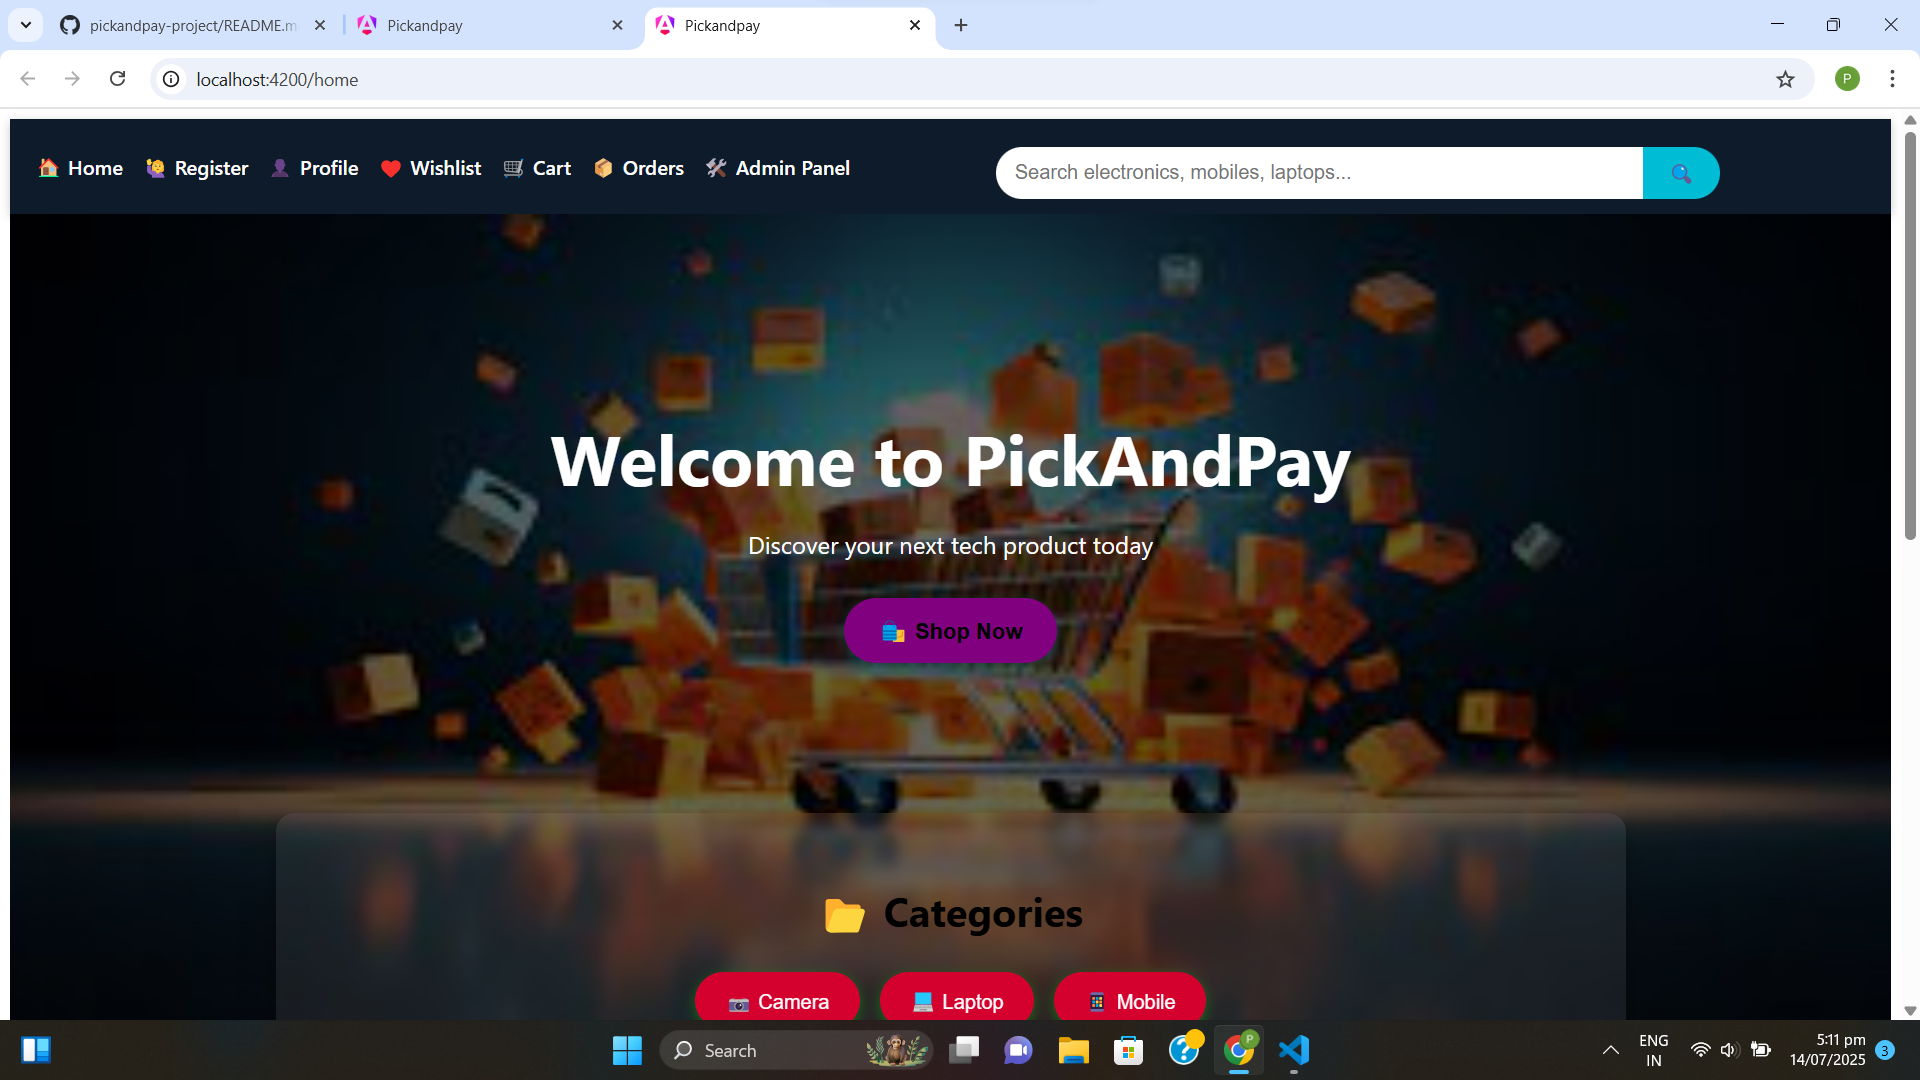 pickandpay-project/README.m
Pickandpay
Pickandpay
localhost:4200/home
P
Home
Register
Profile
Wishlist
Cart
Orders
Admin Panel
Search electronics, mobiles, laptops...
Welcome to PickAndPay
Discover your next tech product today
Shop Now
Categories
Camera
Laptop
Mobile
Search
P
ENG
IN
5:11 pm
14/07/2025
3